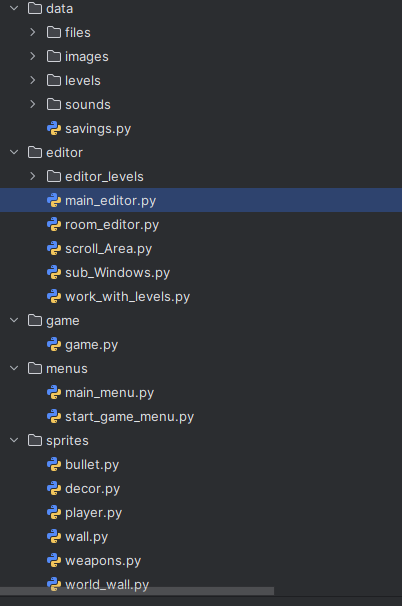 data
files
images
levels
sounds
savings.py
editor
editor_levels
main_editor.py
room_editor.py
scroll_Area.py
sub_Windows.py
work_with_levels.py
game
game.py
menus
main_menu.py
start_game_menu.py
sprites
bullet.py
decor.py
player.py
wall.py
weapons.py
world_wall.py